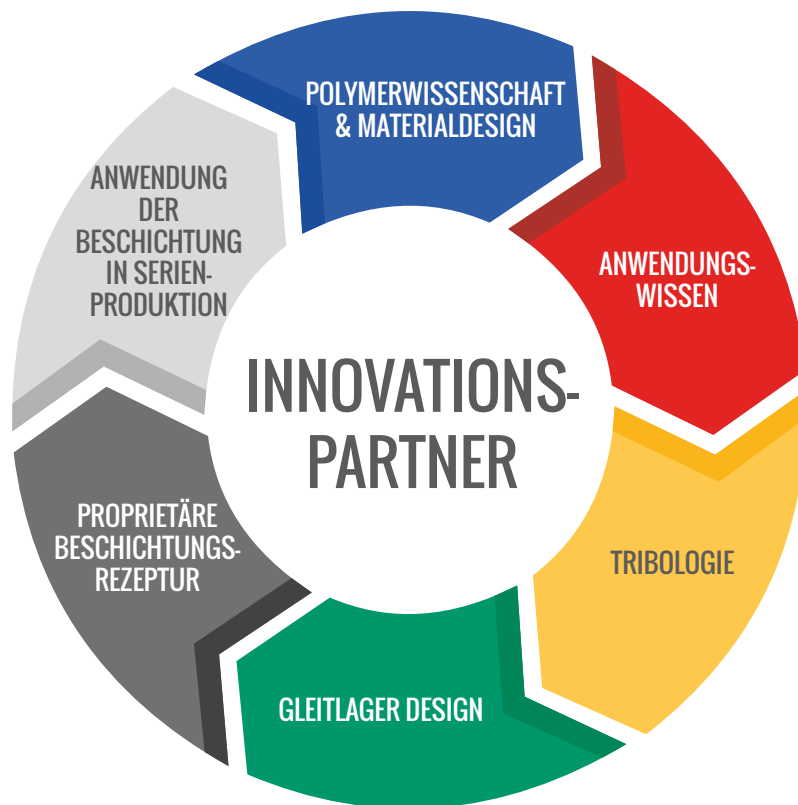 POLYMERWISSENSCHAFT
& MATERIALDESIGN
ANWENDUNGS-
WISSEN
TRIBOLOGIE
GLEITLAGER DESIGN
PROPRIETÄRE
BESCHICHTUNGS-
REZEPTUR
ANWENDUNG
DER
BESCHICHTUNG
IN SERIEN-
PRODUKTION
INNOVATIONS-
PARTNER